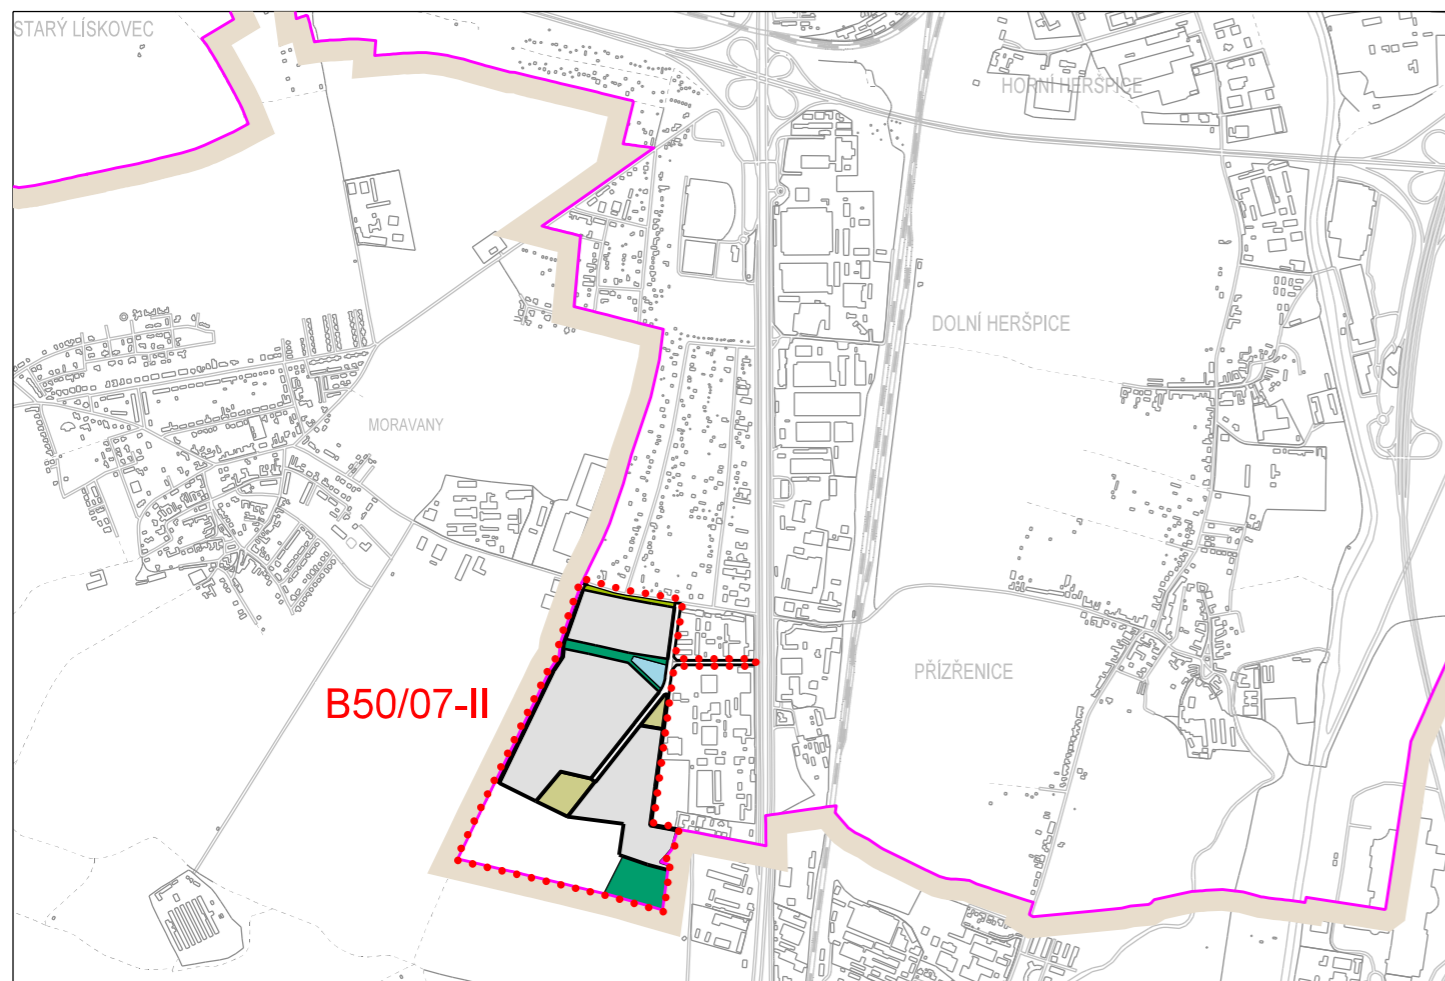 STARÝ LÍSKOVEC
HORNÍ HERŠPICE
DOLNÍ HERŠPICE
MORAVANY
PŘÍZŘENICE
B50/07-II